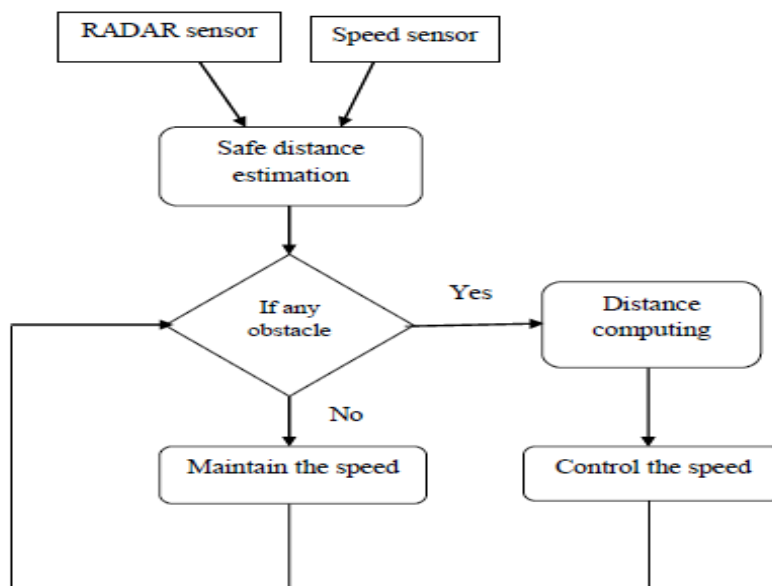 RADAR sensor
Speed sensor
Safe distance
estimation
If any
obstacle
Yes
Distance
computing
No
Maintain the speed
Control the speed